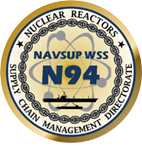 NUCLEAR REACTORS
NAVSUP WSS
N94
SUPPLY CHAIN MANAGEMENT DIRECTORATE